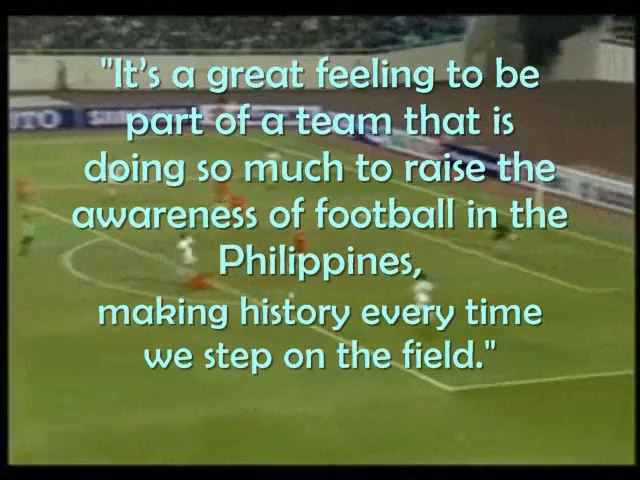 "It's a great feeling to be
part of a team that is
doing so much to raise the
awareness of football in the
Philippines,
making history every time
we step on the field."